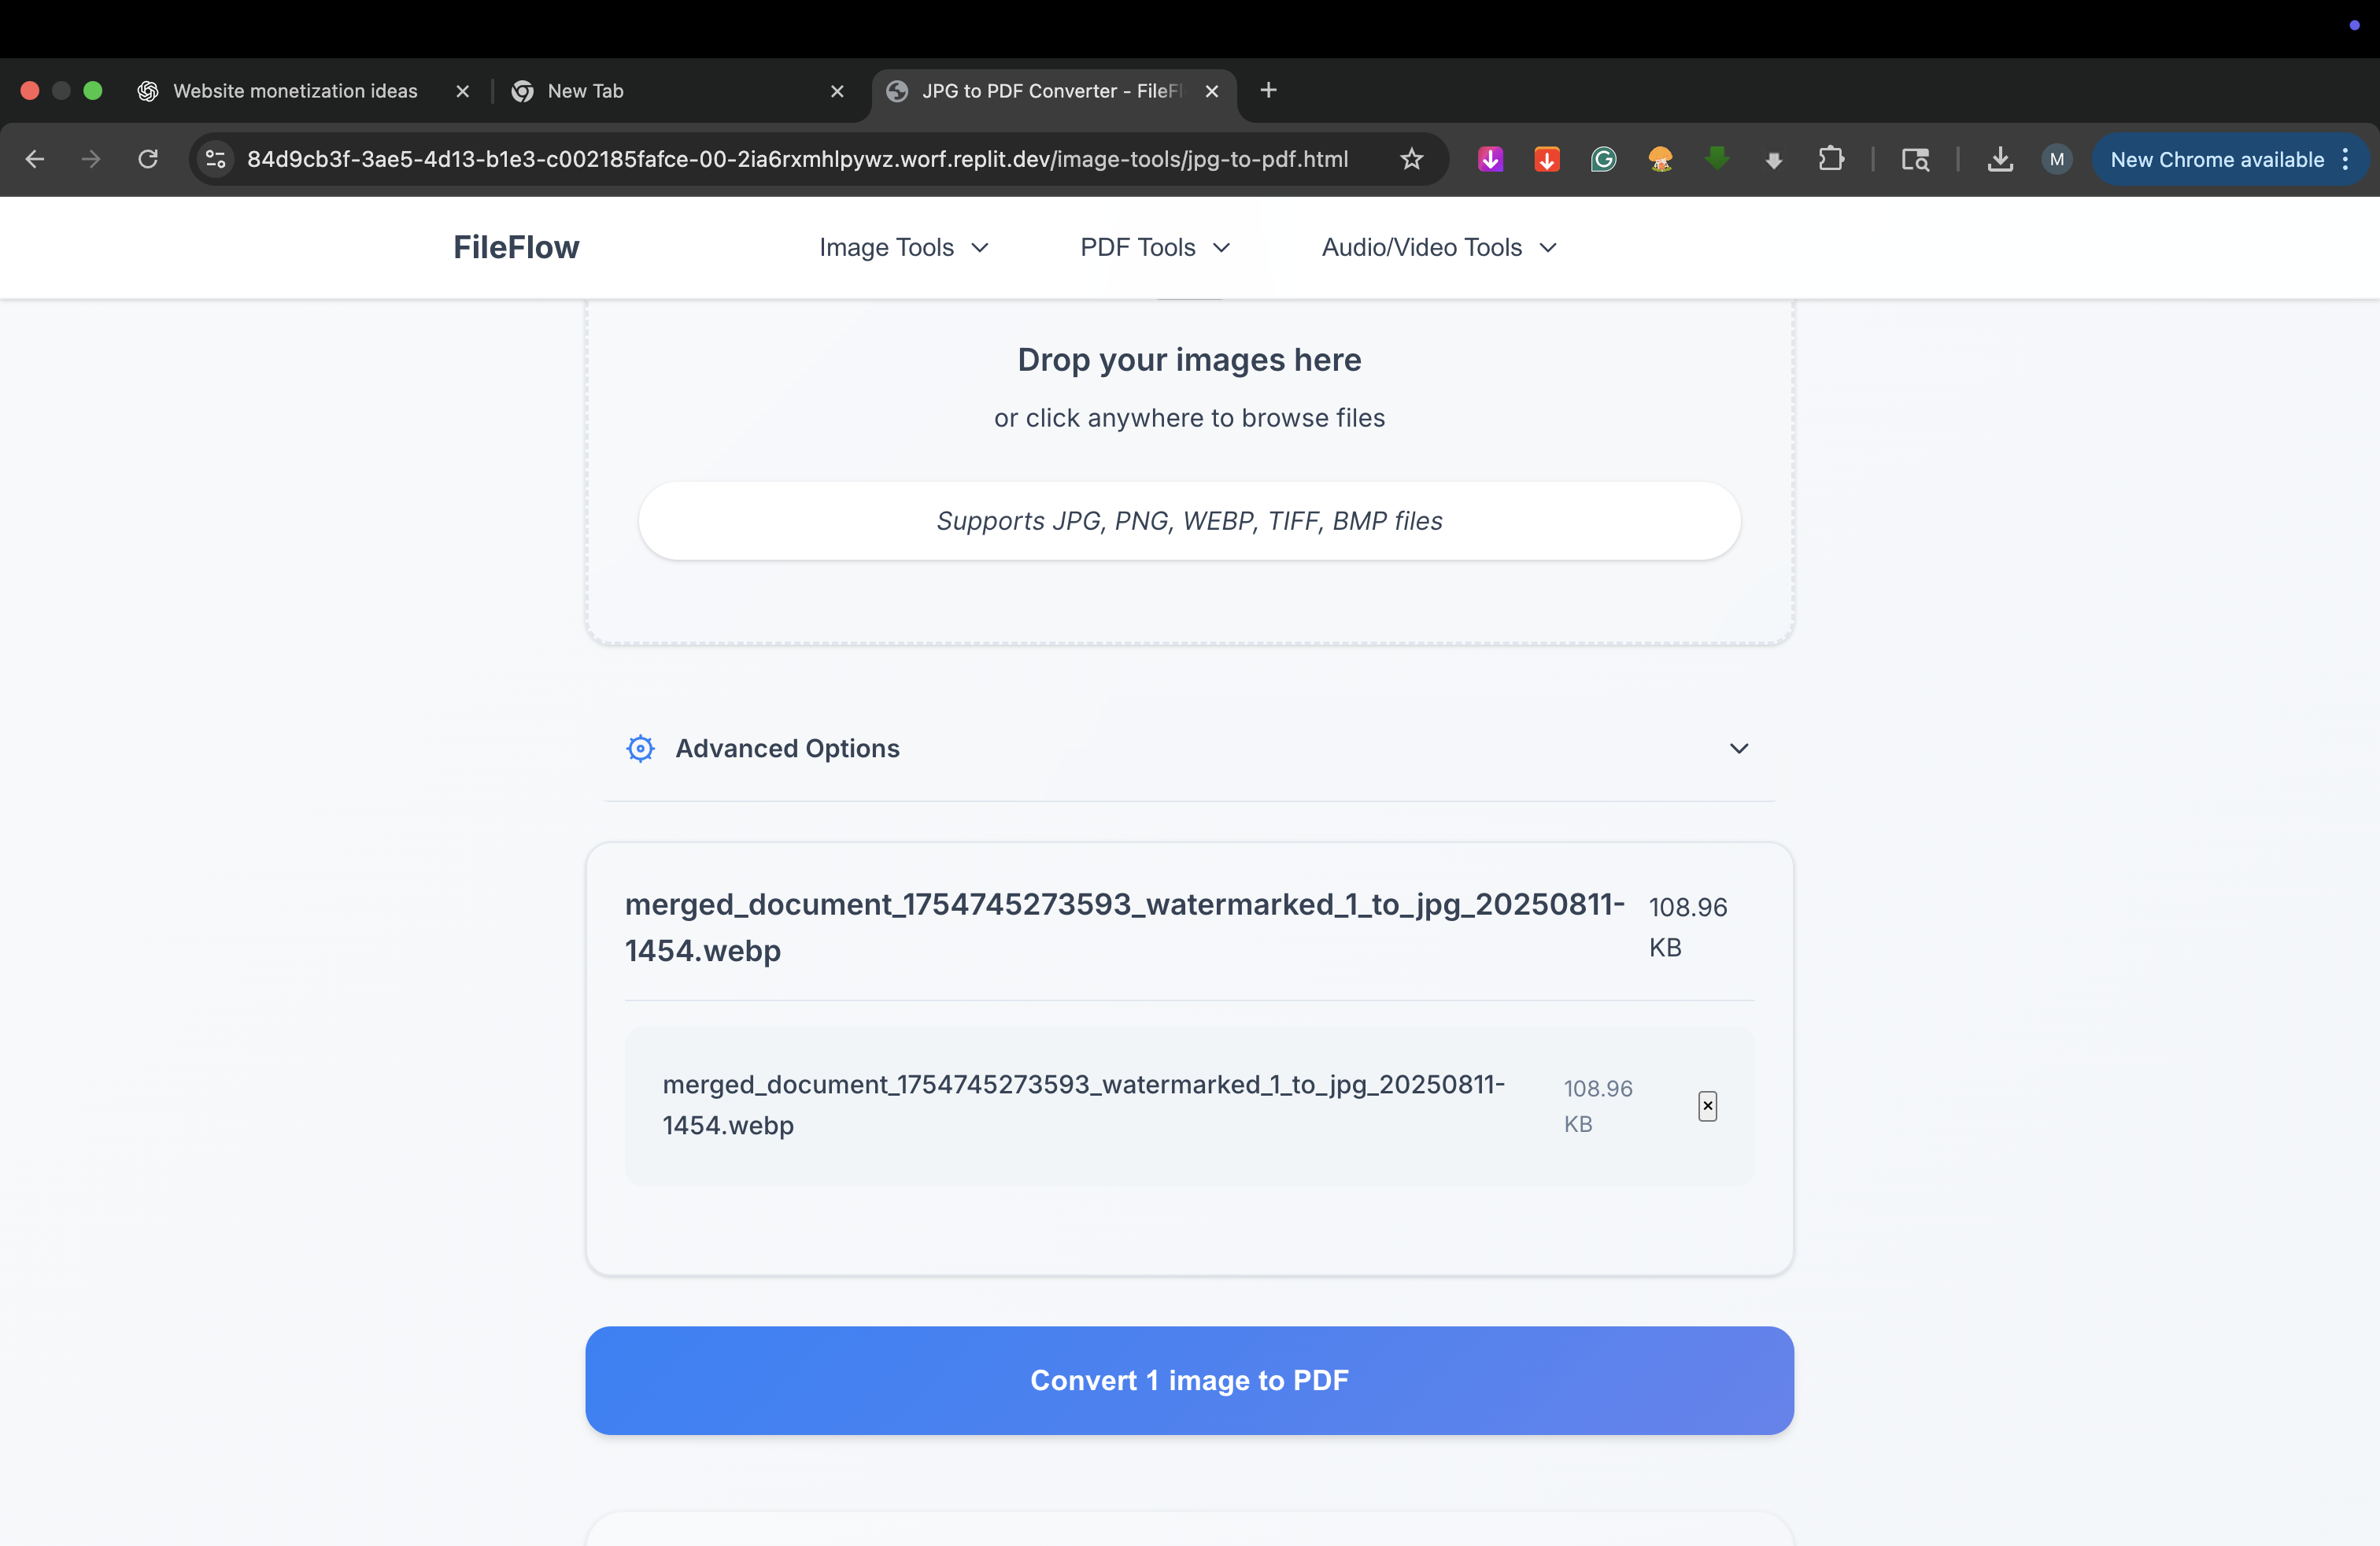 Website monetization ideas
New Tab
JPG to PDF Converter - FileFl
84d9cb3f-3ae5-4d13-b1e3-c002185fafce-00-2ia6rxmhlpywz.worf.replit.dev/image-tools/jpg-to-pdf.html
M
New Chrome available
FileFlow
Image Tools
PDF Tools
Audio/Video Tools
Drop your images here
or click anywhere to browse files
Supports JPG, PNG, WEBP, TIFF, BMP files
Advanced Options
merged_document_1754745273593_watermarked_1_to_jpg_20250811-
1454.webp
108.96
KB
merged_document_1754745273593_watermarked_1_to_jpg_20250811-
1454.webp
108.96
KB
Convert 1 image to PDF